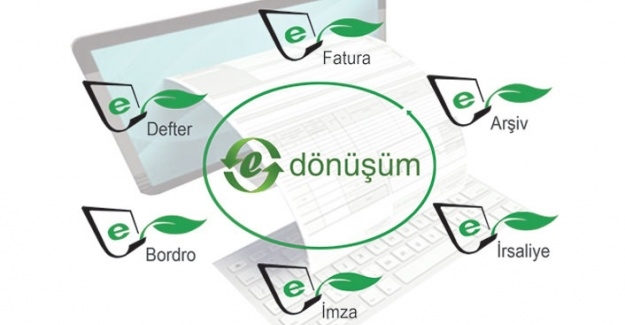 e
Fatura
e
Defter
e
Arşiv
e dönüşüm
e
Bordro
e
İrsaliye
e
İmza